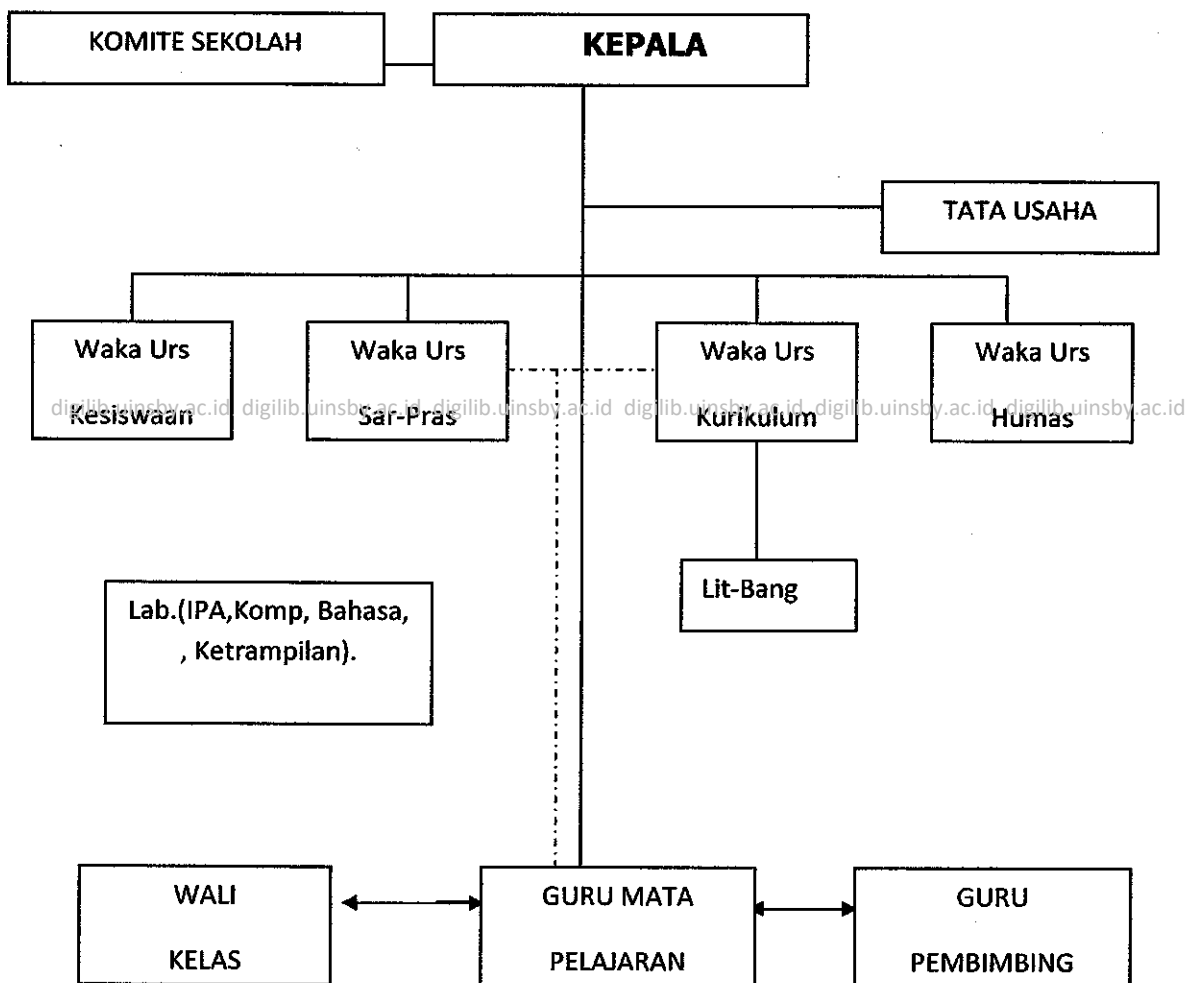 KOMITE SEKOLAH
KEPALA
TATA USAHA
Waka Urs
Kesiswaan
Waka Urs
Sar-Pras
Waka Urs
Kurikulum
Waka Urs
Humas
digilib.uinsby.ac.id digilib.uinsby.ac.id digilib.uinsby.ac.id digilib.uinsby.ac.id digilib.uinsby.ac.id digilib.uinsby.ac.id
Lab.(IPA,Komp, Bahasa,
, Ketrampilan).
Lit-Bang
WALI
KELAS
GURU MATA
PELAJARAN
GURU
PEMBIMBING